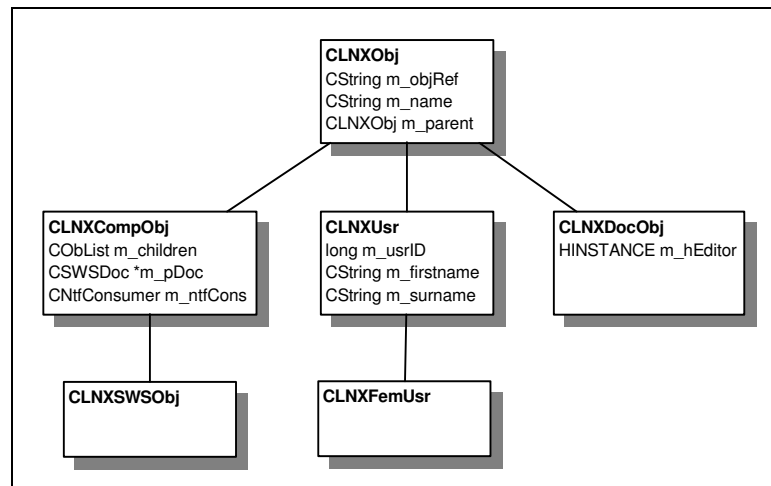 CLNXObj
CString m_objRef
CString m_name
CLNXObj m_parent
CLNXCompObj
CObList m_children
CSWSDoc *m_pDoc
CNtfConsumer m_ntfCons
CLNXUsr
long m_usrID
CString m_firstname
CString m_surname
CLNXDocObj
HINSTANCE m_hEditor
CLNXSWSObj
CLNXFemUsr